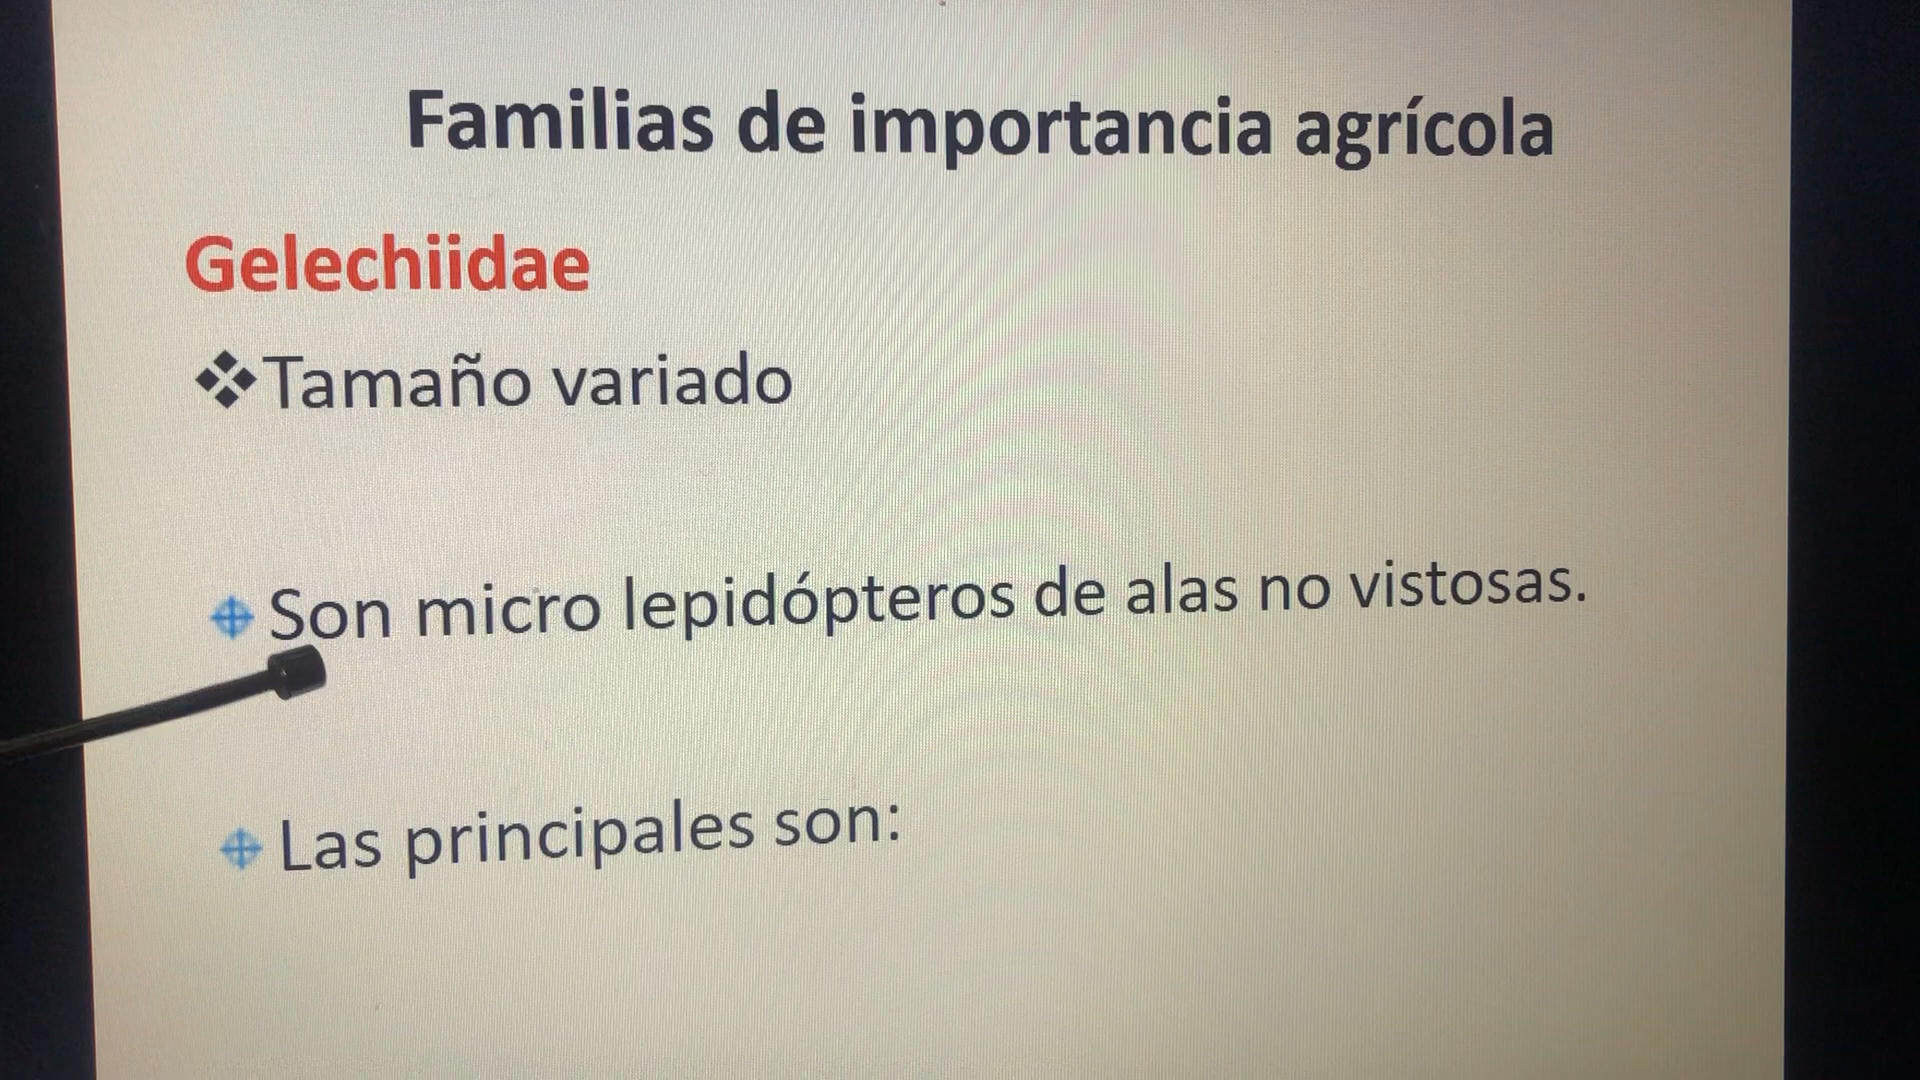 Familias de importancia agrícola
Gelechiidae
❖Tamaño variado
Son micro lepidópteros de alas no vistosas.
Las principales son: